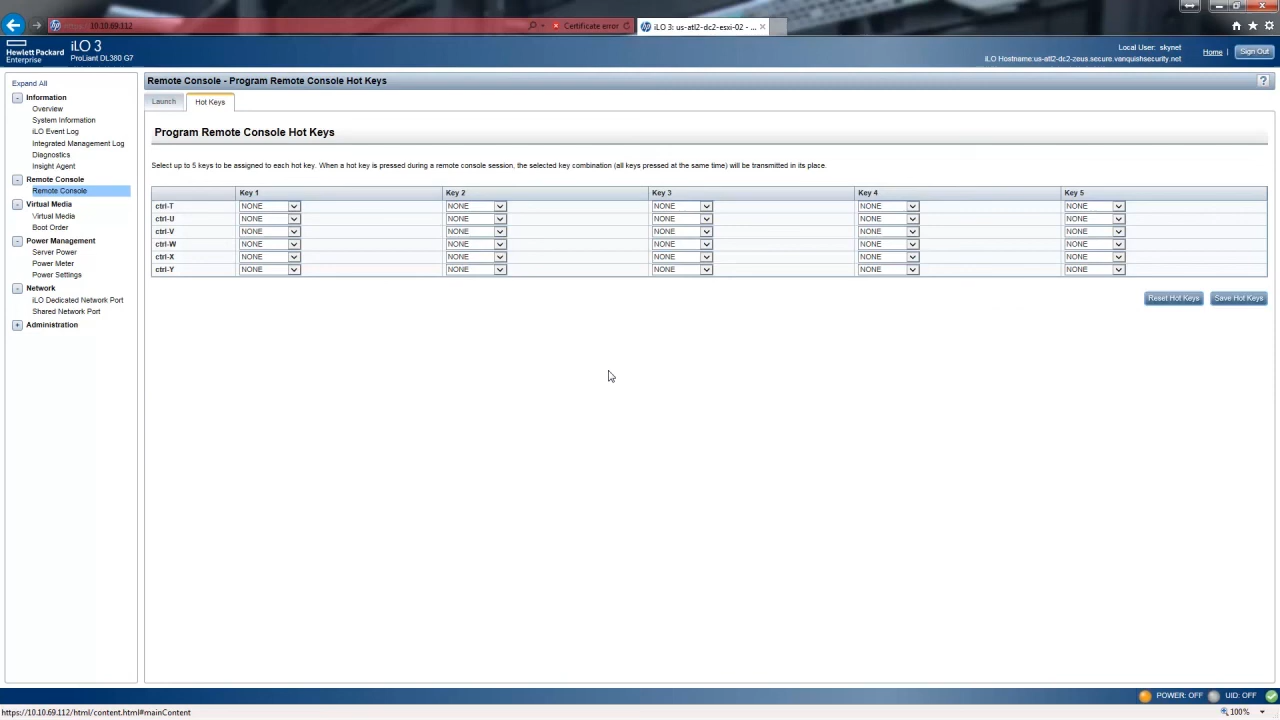 10.10.69.112
Certificate error
iLO 3: us-atl2-dc2-esxi-02 - ...
Hewlett Packard
Enterprise
iLO 3
ProLiant DL380 G7
Local User: skynet
iLO Hostname:us-atl2-dc2-zeus.secure.vanquishsecurity.net
Home
Sign Out
Expand All
Information
Overview
System Information
iLO Event Log
Integrated Management Log
Diagnostics
Insight Agent
Remote Console
Remote Console
Virtual Media
Virtual Media
Boot Order
Power Management
Server Power
Power Meter
Power Settings
Network
iLO Dedicated Network Port
Shared Network Port
Administration
Remote Console - Program Remote Console Hot Keys
?
Launch
Hot Keys
Program Remote Console Hot Keys
Select up to 5 keys to be assigned to each hot key. When a hot key is pressed during a remote console session, the selected key combination (all keys pressed at the same time) will be transmitted in its place.
Key 1 Key 2 Key 3 Key 4 Key 5
ctrl-T NONE NONE NONE NONE NONE
ctrl-U NONE NONE NONE NONE NONE
ctrl-V NONE NONE NONE NONE NONE
ctrl-W NONE NONE NONE NONE NONE
ctrl-X NONE NONE NONE NONE NONE
ctrl-Y NONE NONE NONE NONE NONE
Reset Hot Keys
Save Hot Keys
POWER: OFF
UID: OFF
https://10.10.69.112/html/content.html#mainContent
100%